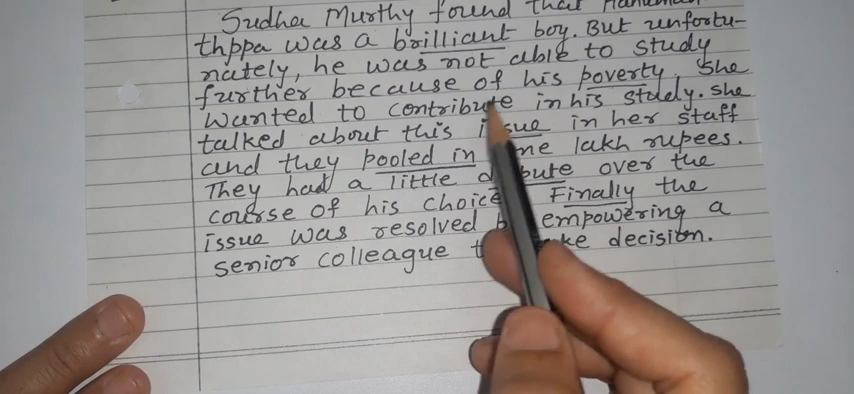 Sudha Murthy found that Hanuman
thppa was a brilliant boy. But unfortu-
nately, he was not able to study
further because of his poverty. She
wanted to contribute in his study. she
talked about this issue in her staff
and they pooled in lakh rupees.
They had a little over the
course of his choice. Finally the
issue was resolved empowering a
senior colleague decision.